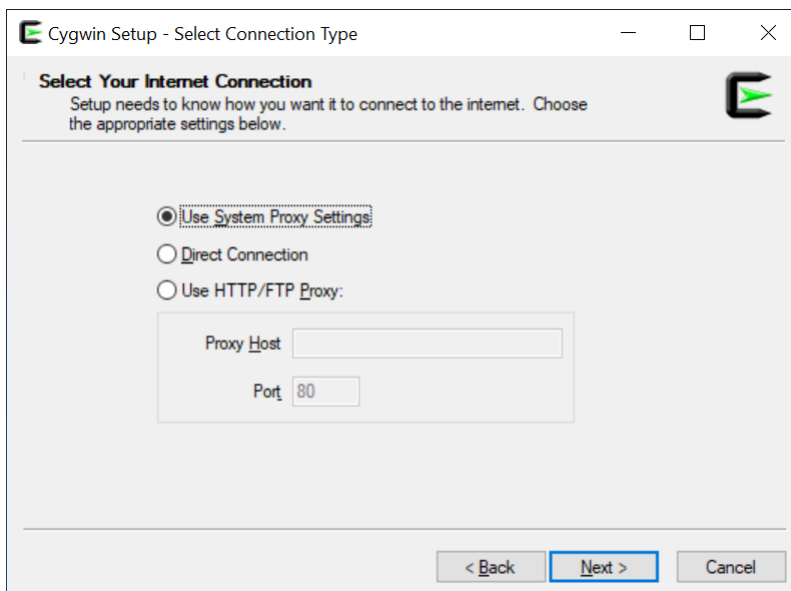 Cygwin Setup - Select Connection Type
Select Your Internet Connection
Setup needs to know how you want it to connect to the internet. Choose
the appropriate settings below.
Use System Proxy Settings
Direct Connection
Use HTTP/FTP Proxy:
Proxy Host
Port 80
< Back Next > Cancel